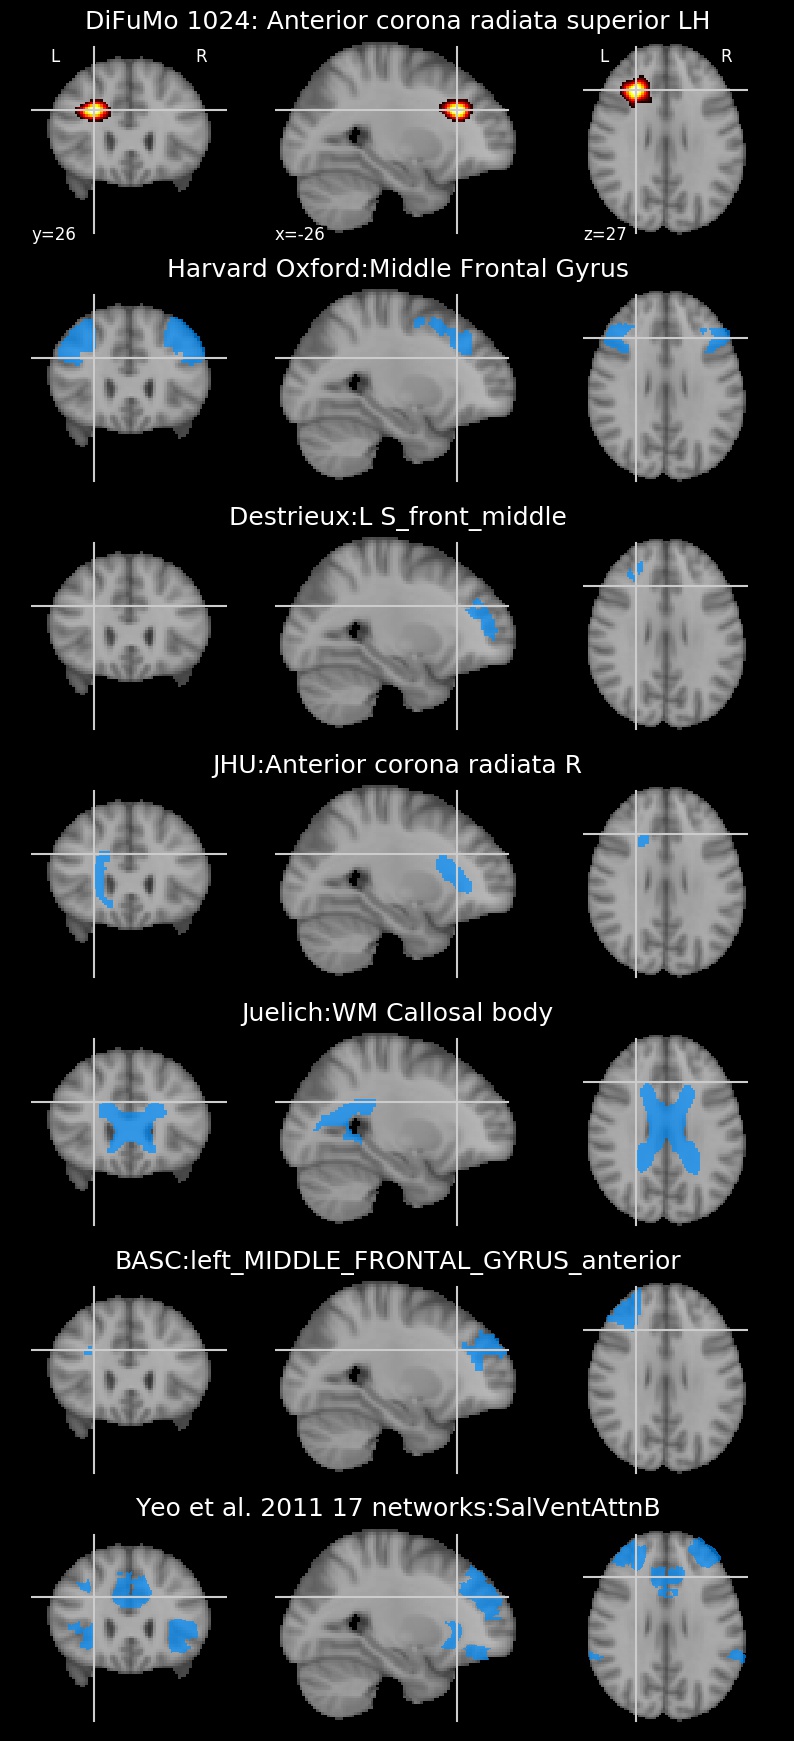 DiFuMo 1024: Anterior corona radiata superior LH
L R L R
y=26 x=-26 z=27
Harvard Oxford:Middle Frontal Gyrus
Destrieux:L S_front_middle
JHU:Anterior corona radiata R
Juelich:WM Callosal body
BASC:left_MIDDLE_FRONTAL_GYRUS_anterior
Yeo et al. 2011 17 networks:SalVentAttnB